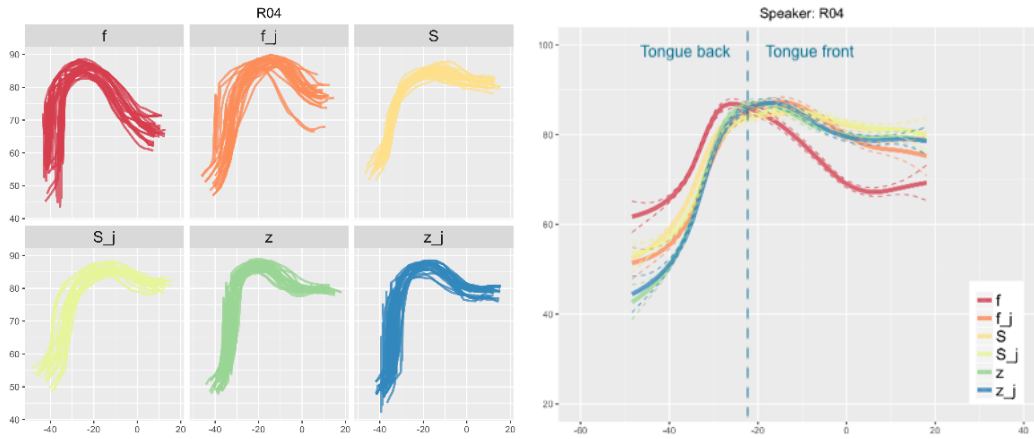 R04
f f_j S
90
80
70
60
50
40
S_j z z_j
90
80
70
60
50
40
-40 -20 0 20 -40 -20 0 20 -40 -20 0 20
Speaker: R04
Tongue back Tongue front
100
80
60
40
20
f
f_j
S
S_j
z
z_j
-60 -40 -20 0 20 40